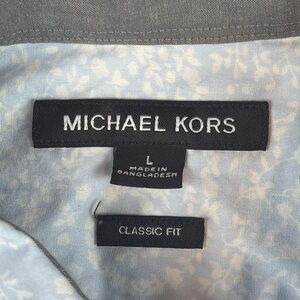 MICHAEL KORS
L
MADE IN
BANGLADESH
CLASSIC FIT